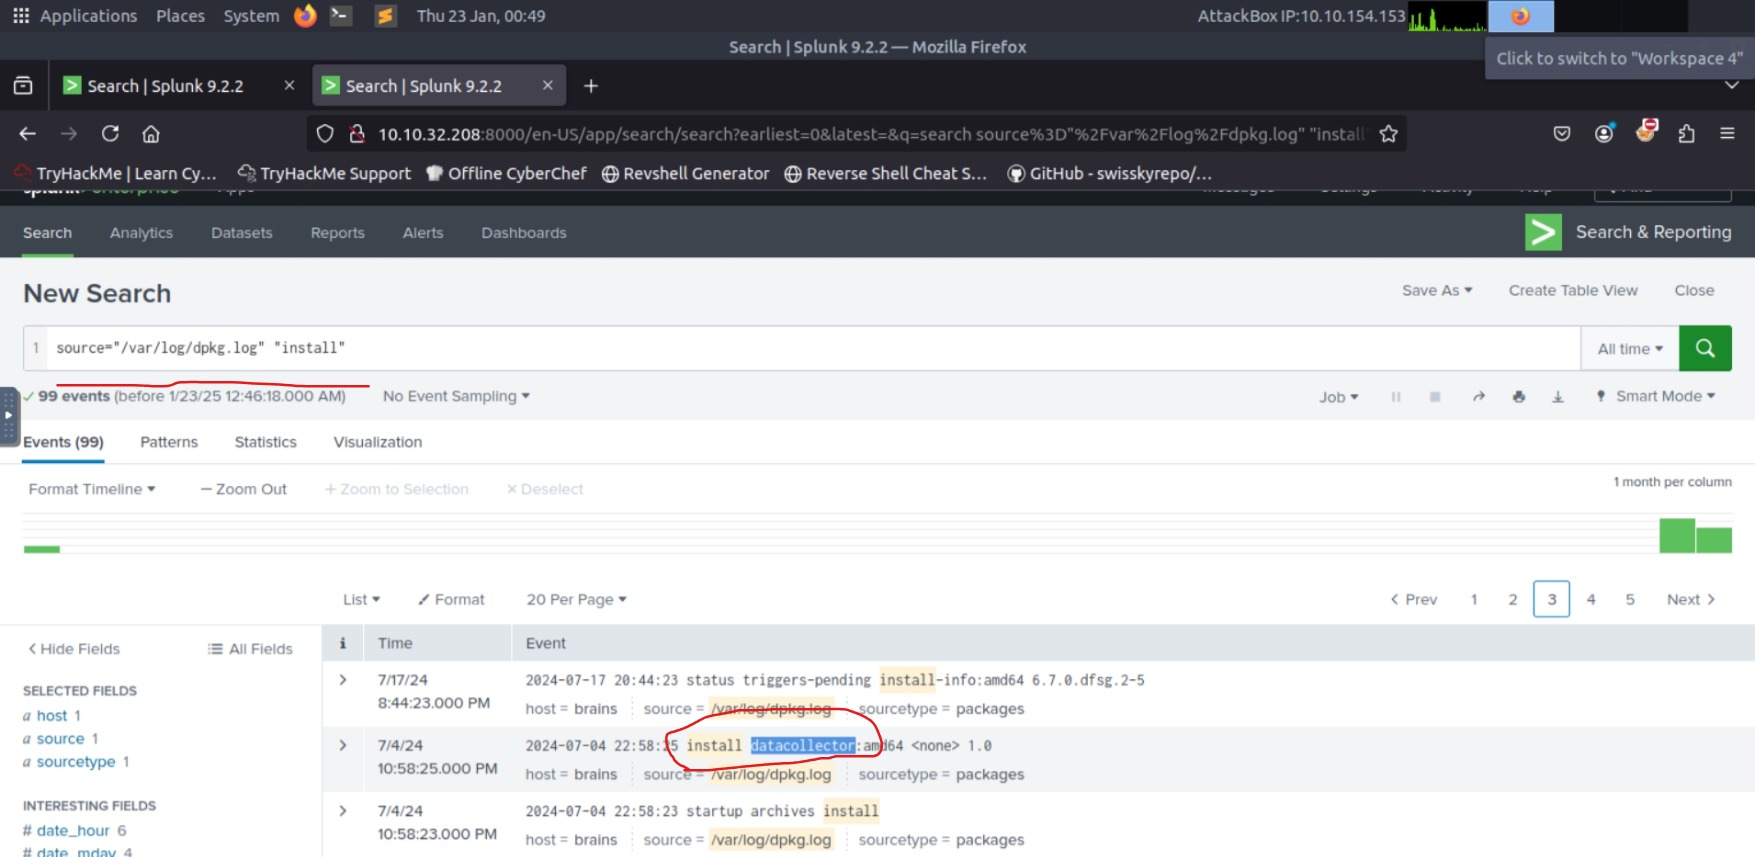 Applications Places System Thu 23 Jan, 00:49 AttackBox IP:10.10.154.153
Search | Splunk 9.2.2 — Mozilla Firefox
Click to switch to "Workspace 4"
Search | Splunk 9.2.2 × Search | Splunk 9.2.2 × +
10.10.32.208:8000/en-US/app/search/search?earliest=0&latest=&q=search source%3D"%2Fvar%2Flog%2Fdpkg.log" "install
TryHackMe | Learn Cy... TryHackMe Support Offline CyberChef Revshell Generator Reverse Shell Cheat S... GitHub - swisskyrepo/...
Search Analytics Datasets Reports Alerts Dashboards Search & Reporting
New Search Save As Create Table View Close
1 source="/var/log/dpkg.log" "install" All time
✓ 99 events (before 1/23/25 12:46:18.000 AM) No Event Sampling Job Smart Mode
Events (99) Patterns Statistics Visualization
Format Timeline — Zoom Out + Zoom to Selection × Deselect 1 month per column
List Format 20 Per Page < Prev 1 2 3 4 5 Next >
< Hide Fields All Fields i Time Event
SELECTED FIELDS
a host 1
a source 1
a sourcetype 1
INTERESTING FIELDS
# date_hour 6
# date_mday 4
> 7/17/24 8:44:23.000 PM 2024-07-17 20:44:23 status triggers-pending install-info:amd64 6.7.0.dfsg.2-5
host = brains source = /var/log/dpkg.log sourcetype = packages
> 7/4/24 10:58:25.000 PM 2024-07-04 22:58:25 install datacollector:amd64 <none> 1.0
host = brains source = /var/log/dpkg.log sourcetype = packages
> 7/4/24 10:58:23.000 PM 2024-07-04 22:58:23 startup archives install
host = brains source = /var/log/dpkg.log sourcetype = packages